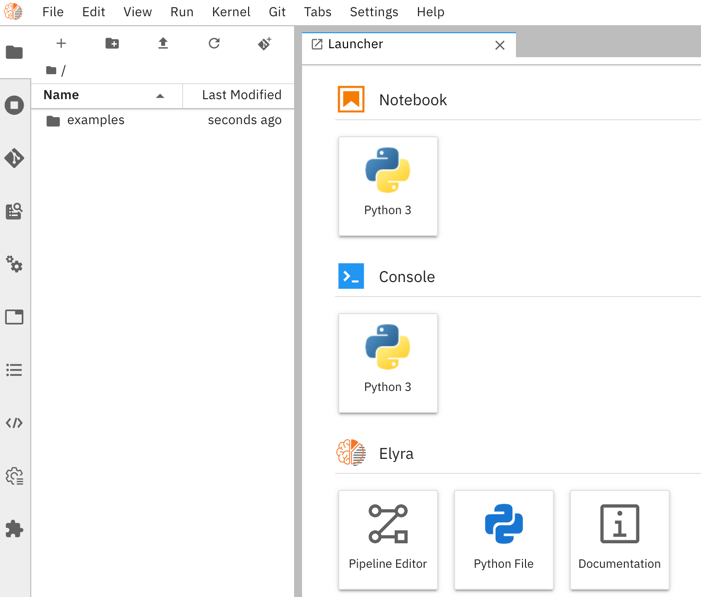 File Edit View Run Kernel Git Tabs Settings Help
Launcher
/
Name Last Modified
examples seconds ago
Notebook
Python 3
Console
Python 3
Elyra
Pipeline Editor Python File Documentation